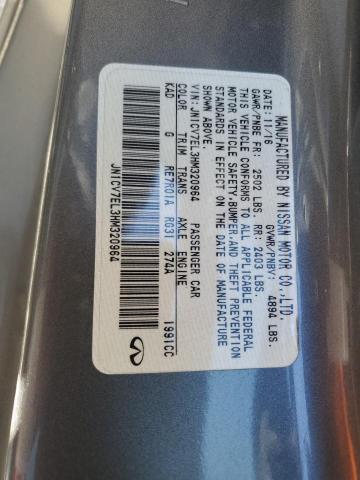 MANUFACTURED BY NISSAN MOTOR CO.,LTD.
DATE: 11/16 GVWR/PNBV: 4894 LBS.
GAWR/PNBE FR: 2502 LBS. RR: 2403 LBS.
THIS VEHICLE CONFORMS TO ALL APPLICABLE FEDERAL
MOTOR VEHICLE SAFETY,BUMPER,AND THEFT PREVENTION
STANDARDS IN EFFECT ON THE DATE OF MANUFACTURE
SHOWN ABOVE.
VIN: JN1CV7EL3HM320964 PASSENGER CAR
COLOR TRIM TRANS AXLE ENGINE
KAD G RE7R01A RG31 274A 1991CC
JN1CV7EL3HM320964